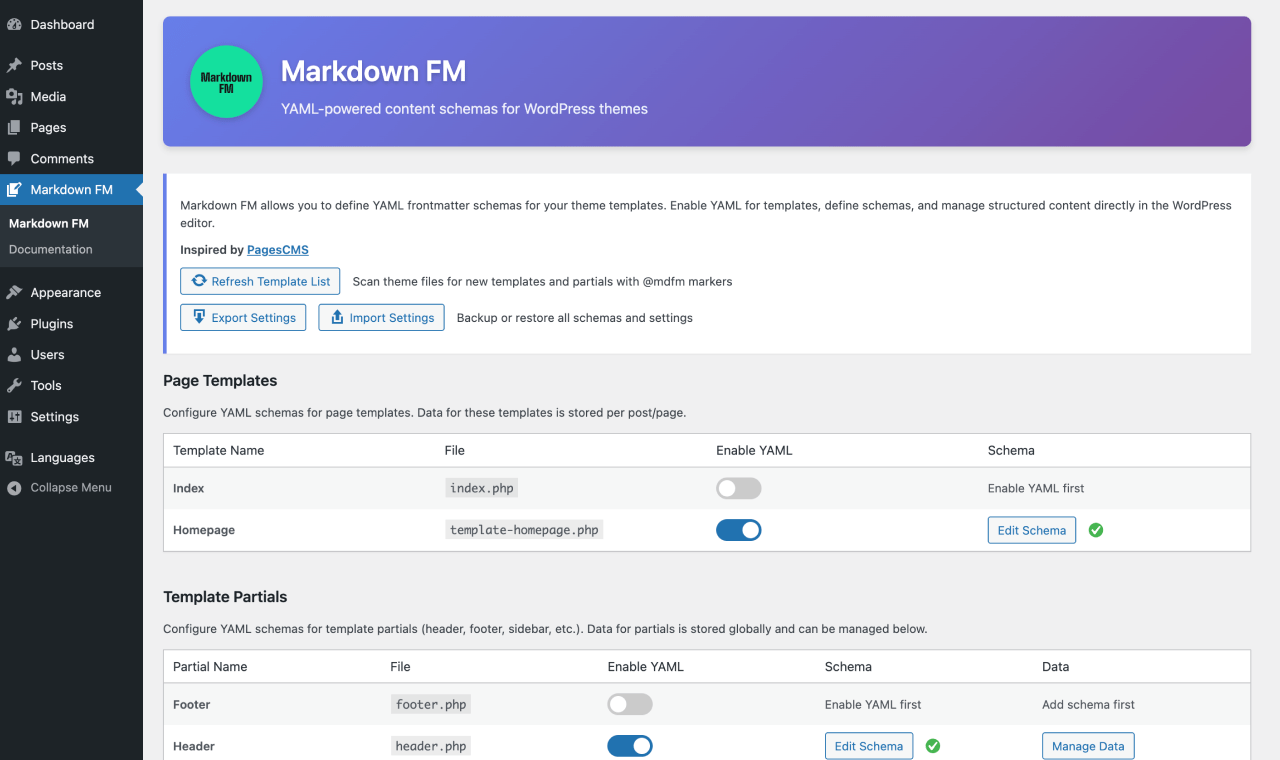 Dashboard
Posts
Media
Pages
Comments
Markdown FM
Markdown FM
Documentation
Appearance
Plugins
Users
Tools
Settings
Languages
Collapse Menu
Markdown
FM
Markdown FM
YAML-powered content schemas for WordPress themes
Markdown FM allows you to define YAML frontmatter schemas for your theme templates. Enable YAML for templates, define schemas, and manage structured content directly in the WordPress
editor.
Inspired by PagesCMS
Refresh Template List Scan theme files for new templates and partials with @mdfm markers
Export Settings Import Settings Backup or restore all schemas and settings
Page Templates
Configure YAML schemas for page templates. Data for these templates is stored per post/page.
Template Name File Enable YAML Schema
Index index.php Enable YAML first
Homepage template-homepage.php Edit Schema
Template Partials
Configure YAML schemas for template partials (header, footer, sidebar, etc.). Data for partials is stored globally and can be managed below.
Partial Name File Enable YAML Schema Data
Footer footer.php Enable YAML first Add schema first
Header header.php Edit Schema Manage Data